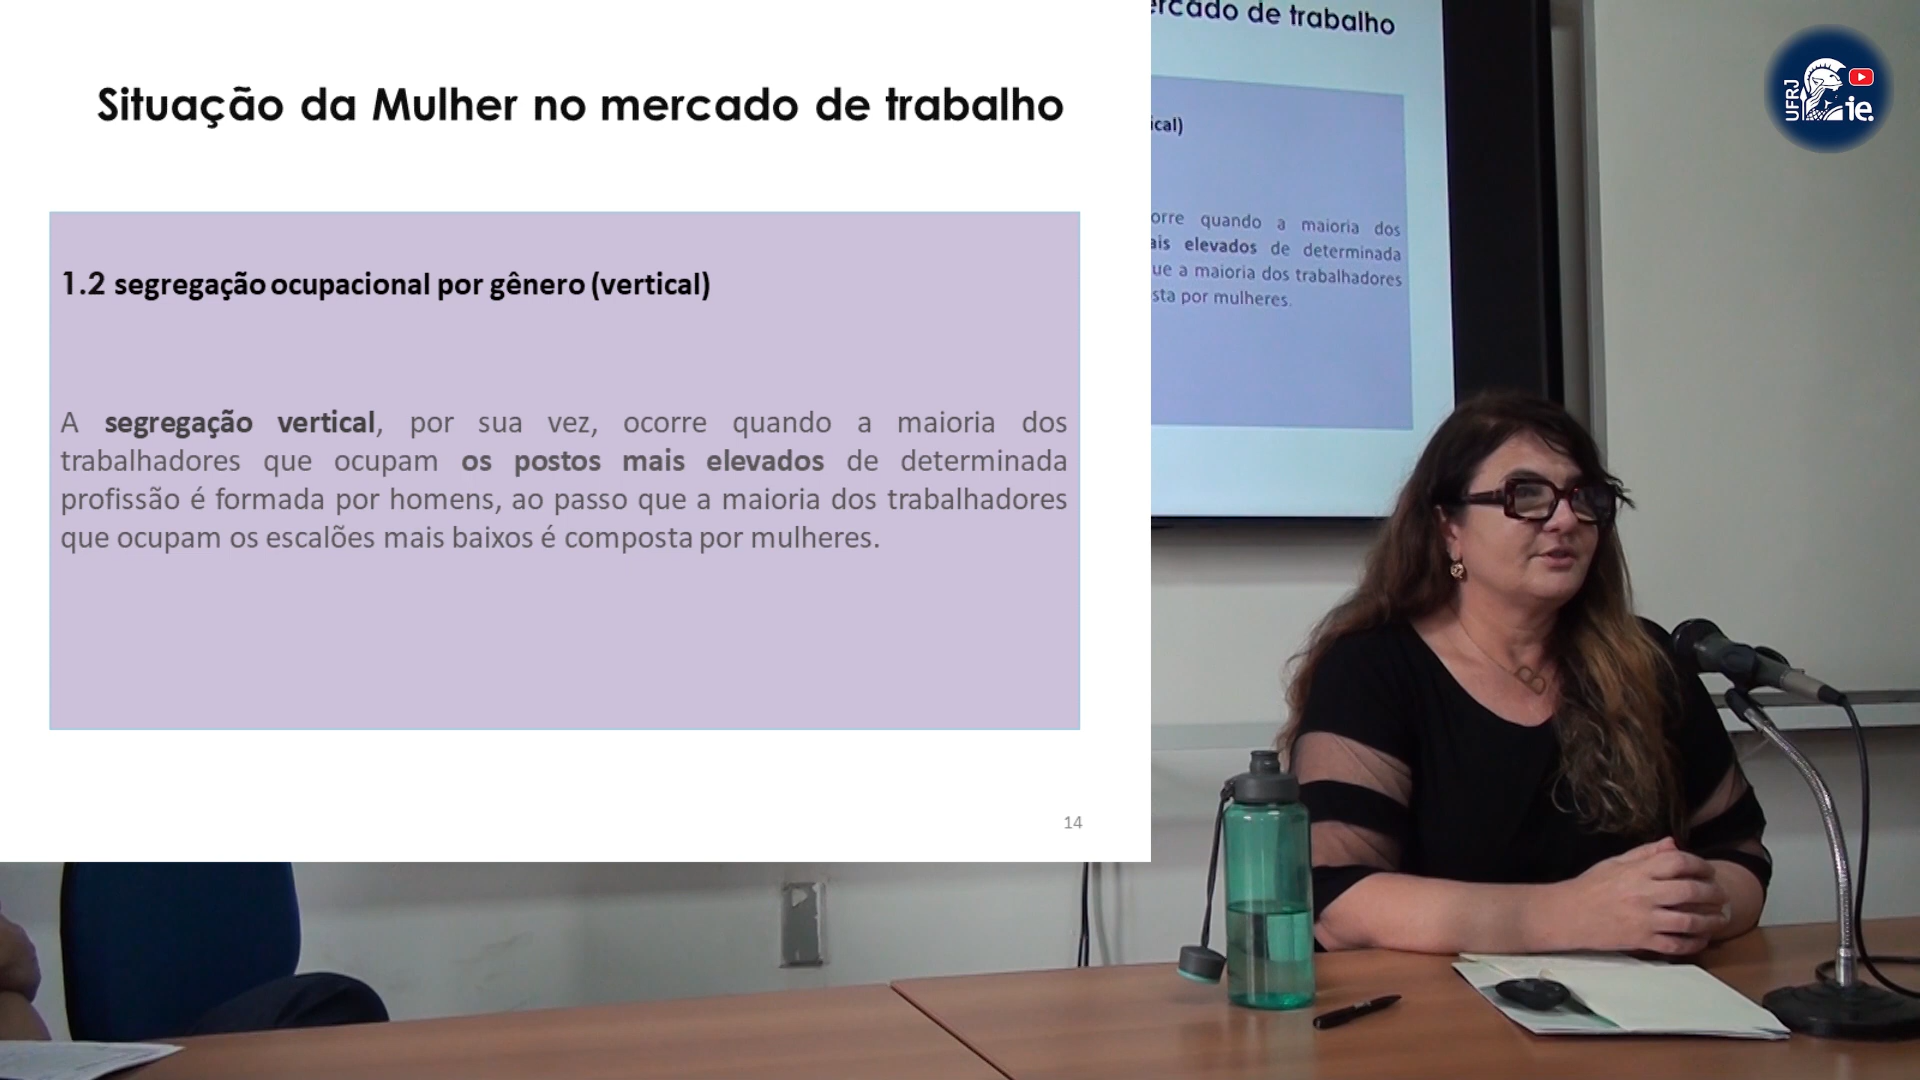 Situação da Mulher no mercado de trabalho
1.2 segregação ocupacional por gênero (vertical)
A segregação vertical, por sua vez, ocorre quando a maioria dos
trabalhadores que ocupam os postos mais elevados de determinada
profissão é formada por homens, ao passo que a maioria dos trabalhadores
que ocupam os escalões mais baixos é composta por mulheres.
14
ercado de trabalho
ical)
orre quando a maioria dos
ais elevados de determinada
ue a maioria dos trabalhadores
sta por mulheres.
UFRJ
ie.